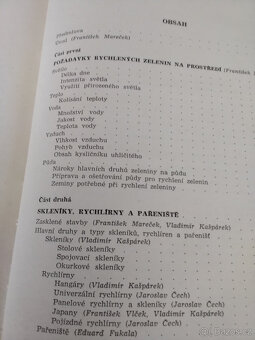 OBSAH
Předmluva
Úvod (František Mareček)
Část první
POŽADAVKY RYCHLENÝCH ZELENIN NA PROSTŘEDÍ (František
Světlo
Délka dne
Intenzita světla
Využití přirozeného světla
Teplo
Kolísání teploty
Voda
Množství vody
Jakost vody
Teplota vody
Vzduch
Vlhkost vzduchu
Pohyb vzduchu
Obsah kysličníku uhličitého
Půda
Nároky hlavních druhů zelenin na půdu
Příprava a ošetřování půdy pro rychlení zeleniny
Zeminy potřebné při rychlení zeleniny
Část druhá
SKLENÍKY, RYCHLÍRNY A PAŘENIŠTĚ
Zasklené stavby (František Mareček, Vladimír Kašpárek)
Hlavní druhy a typy skleníků, rychlíren a pařenišť
Skleníky (Vladimír Kašpárek)
Stolové skleníky
Spojovací skleníky
Okurkové skleníky
Rychlírny
Hangáry (Vladimír Kašpárek)
Univerzální rychlírny (Jaroslav Čech)
Panelové rychlírny a skleníky (Jaroslav Čech)
Japany (František Vlček, Vladimír Kašpárek)
Pojízdné rychlírny (Jaroslav Čech)
Pařeniště (Eduard Fukala)